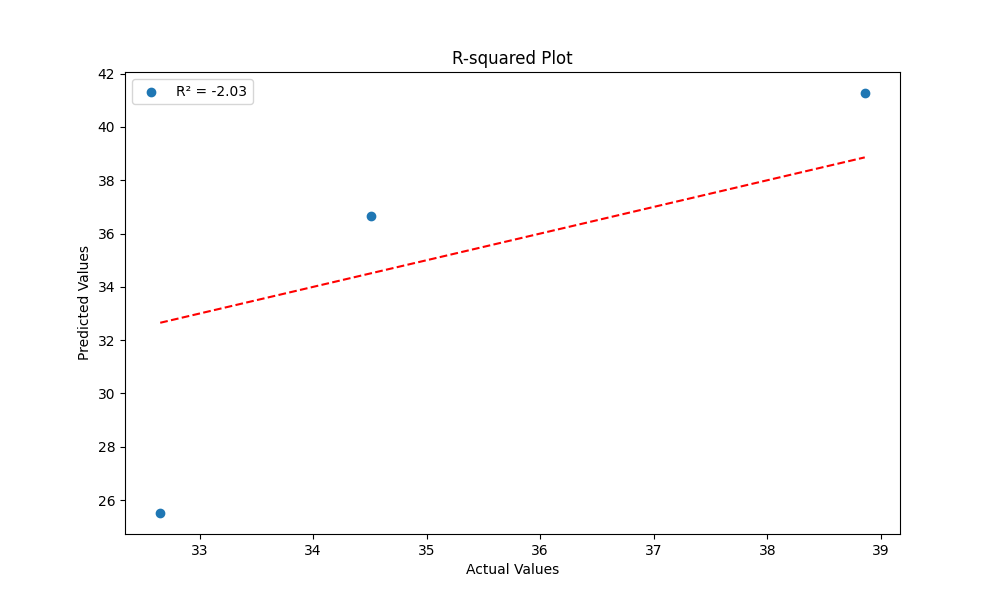 R-squared Plot
R² = -2.03
42
40
38
36
34
32
30
28
26
Predicted Values
33 34 35 36 37 38 39
Actual Values